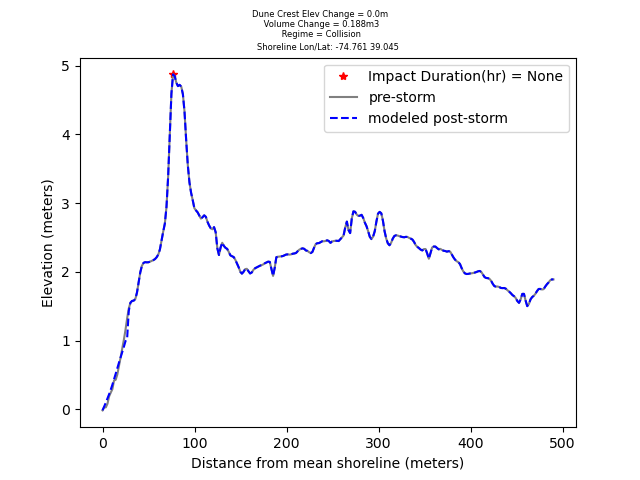 Dune Crest Elev Change = 0.0m
Volume Change = 0.188m3
Regime = Collision
Shoreline Lon/Lat: -74.761 39.045
Impact Duration(hr) = None
pre-storm
modeled post-storm
Elevation (meters)
5
4
3
2
1
0
0 100 200 300 400 500
Distance from mean shoreline (meters)